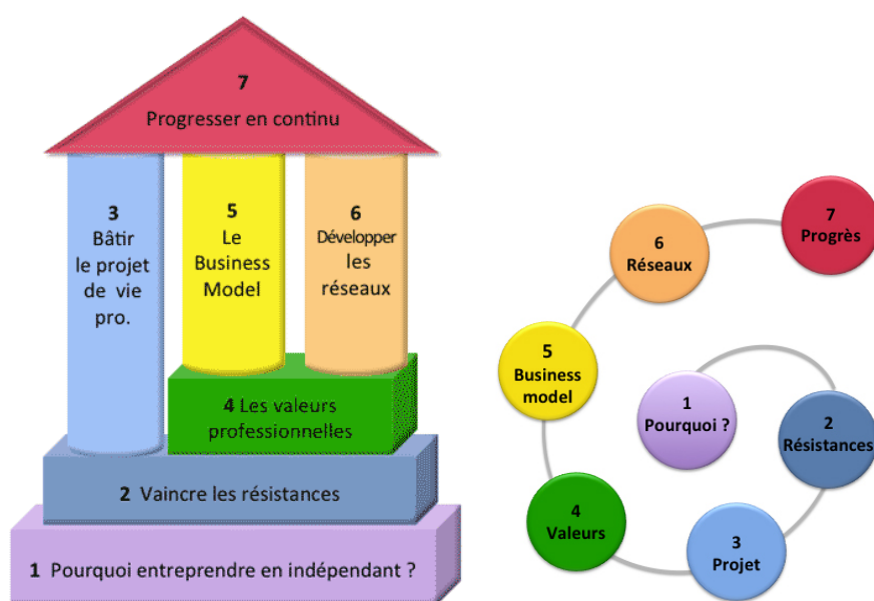 7
Progresser en continu
3
Bâtir
le projet
de vie
pro.
5
Le
Business
Model
6
Développer
les
réseaux
4 Les valeurs
professionnelles
2 Vaincre les résistances
1 Pourquoi entreprendre en indépendant ?
7
Progrès
6
Réseaux
5
Business
model
1
Pourquoi ?
2
Résistances
4
Valeurs
3
Projet